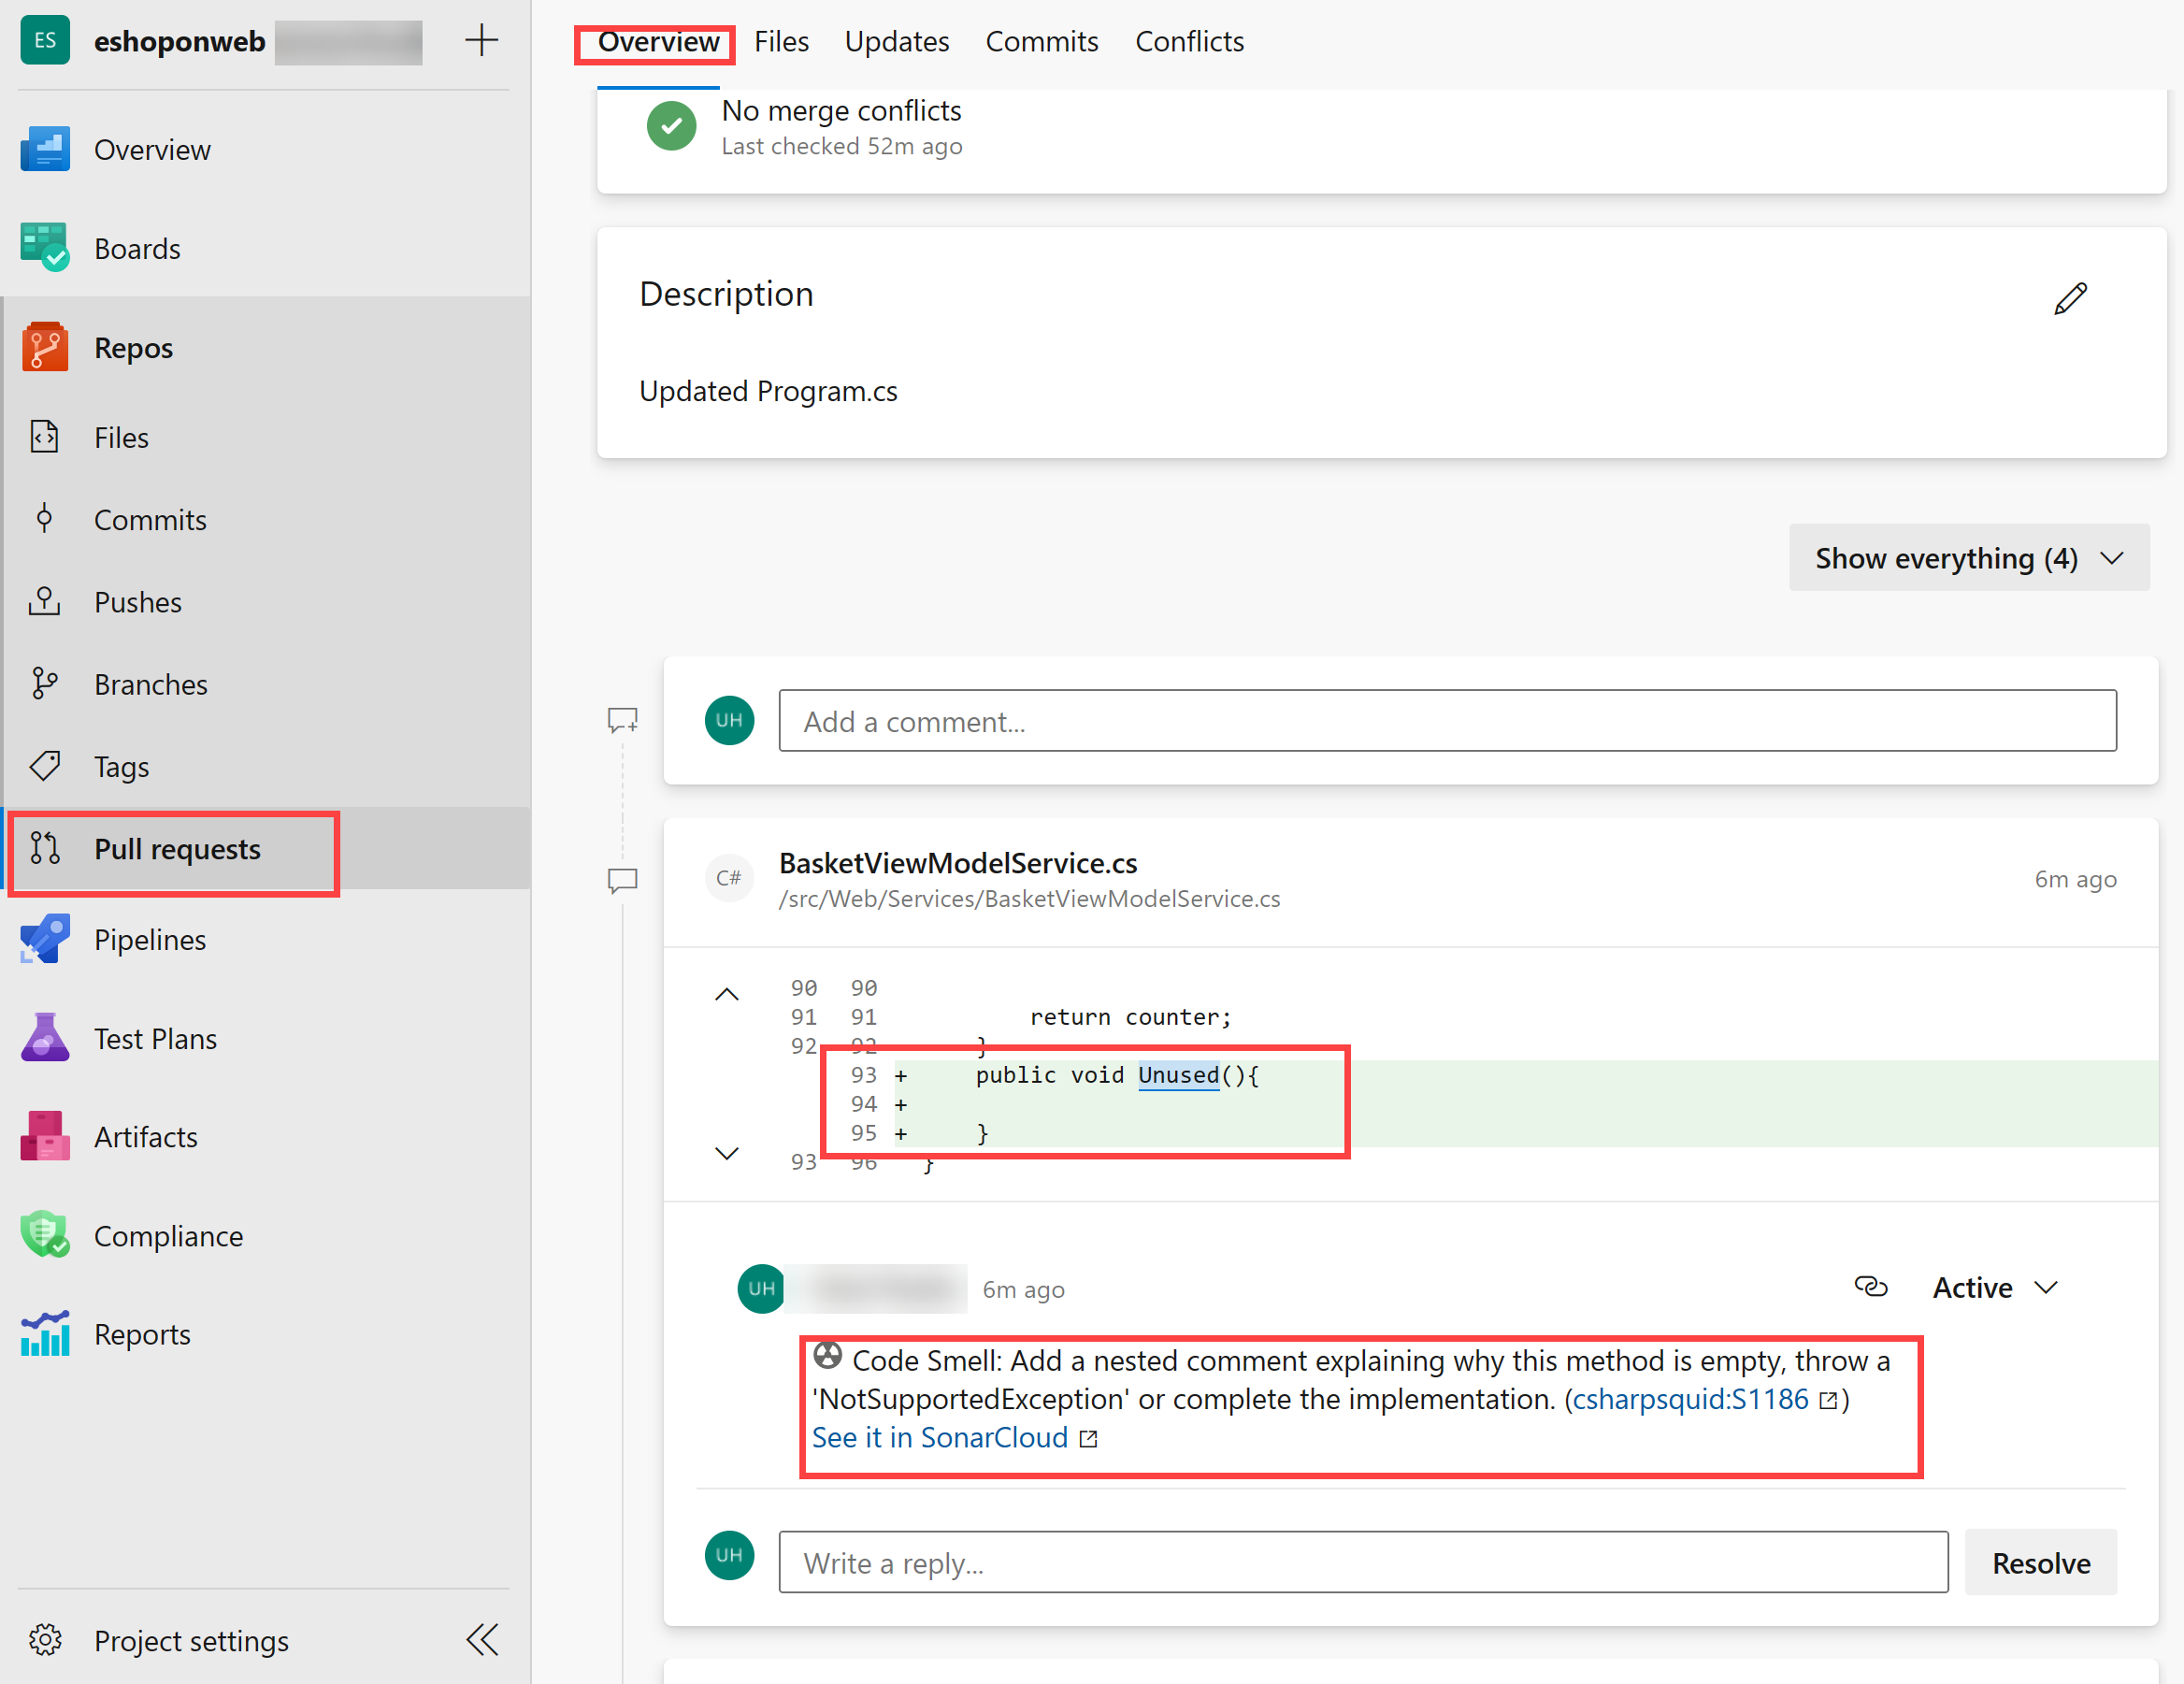 ES
eshoponweb
Overview
Boards
Repos
Files
Commits
Pushes
Branches
Tags
Pull requests
Pipelines
Test Plans
Artifacts
Compliance
Reports
Project settings
Overview Files Updates Commits Conflicts
No merge conflicts
Last checked 52m ago
Description
Updated Program.cs
Show everything (4)
UH
Add a comment...
C#
BasketViewModelService.cs
/src/Web/Services/BasketViewModelService.cs
6m ago
90 90
91 91 return counter;
92 92 }
93 + public void Unused(){
94 +
95 + }
93 96 }
UH
6m ago
Active
Code Smell: Add a nested comment explaining why this method is empty, throw a
'NotSupportedException' or complete the implementation. (csharpsquid:S1186)
See it in SonarCloud
UH
Write a reply...
Resolve